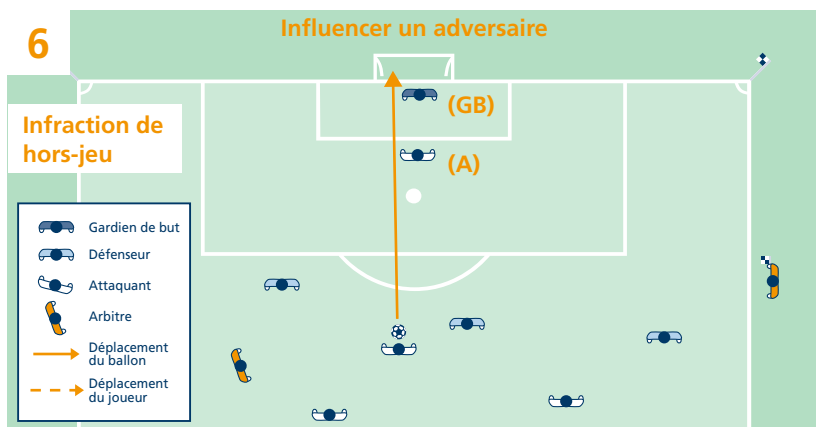 6
Influencer un adversaire
(GB)
Infraction de
hors-jeu
(A)
Gardien de but
Défenseur
Attaquant
Arbitre
Déplacement
du ballon
Déplacement
du joueur